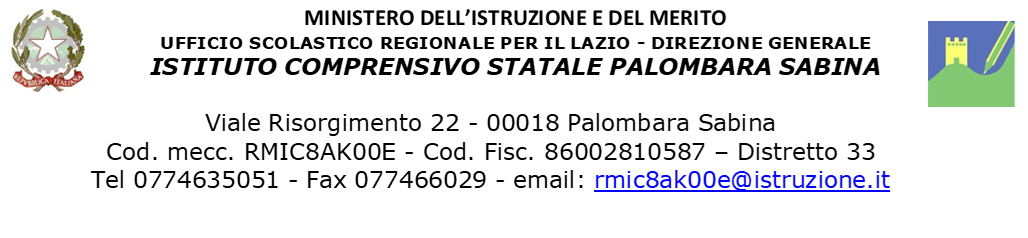 MINISTERO DELL’ISTRUZIONE E DEL MERITO
UFFICIO SCOLASTICO REGIONALE PER IL LAZIO - DIREZIONE GENERALE
ISTITUTO COMPRENSIVO STATALE PALOMBARA SABINA
Viale Risorgimento 22 - 00018 Palombara Sabina
Cod. mecc. RMIC8AK00E - Cod. Fisc. 86002810587 – Distretto 33
Tel 0774635051 - Fax 077466029 - email: rmic8ak00e@istruzione.it
REPVBBLICA ITALIANA